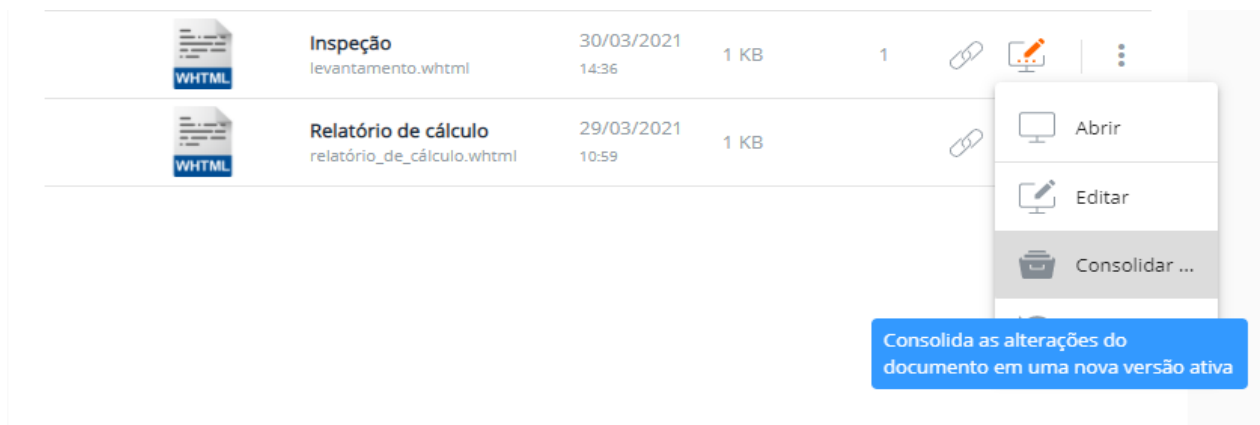 Inspeção 30/03/2021
levantamento.whtml 14:36 1 KB 1
WHTML
Relatório de cálculo 29/03/2021
relatório_de_cálculo.whtml 10:59 1 KB
WHTML
Abrir
Editar
Consolidar ...
Consolida as alterações do
documento em uma nova versão ativa